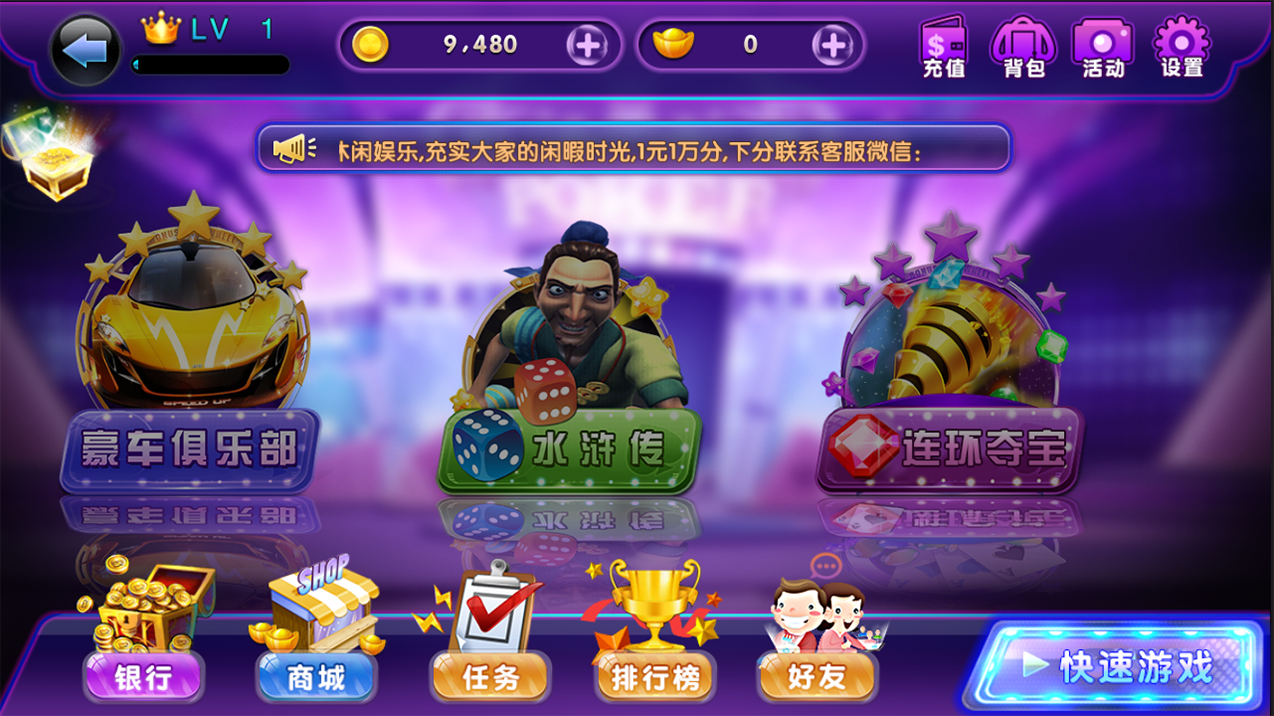 LV 1
9,480
0
$
充值
背包
活动
设置
闲娱乐,充实大家的闲暇时光,1元1万分,下分联系客服微信:
POKER
SPEED UP
豪车俱乐部
水浒传
连环夺宝
SHOP
银行
商城
任务
排行榜
好友
快速游戏